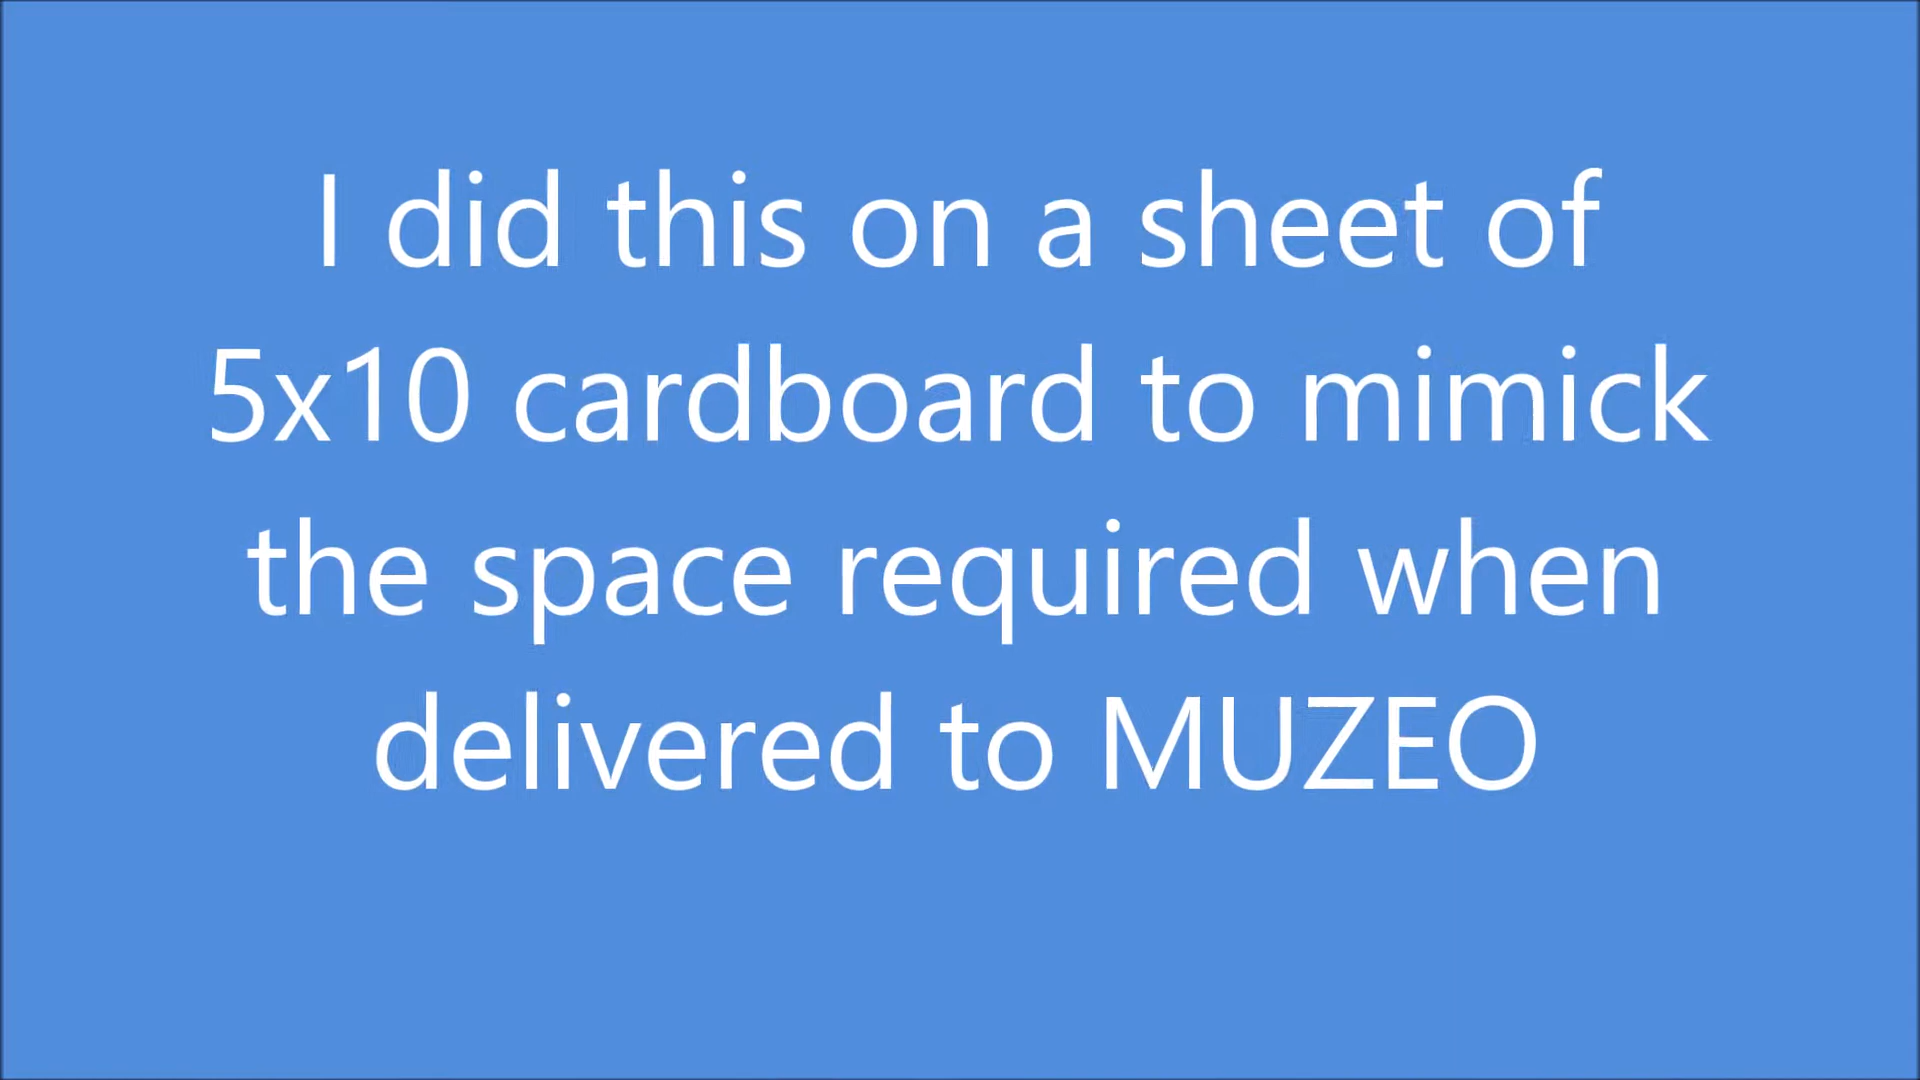 I did this on a sheet of
5x10 cardboard to mimick
the space required when
delivered to MUZEO